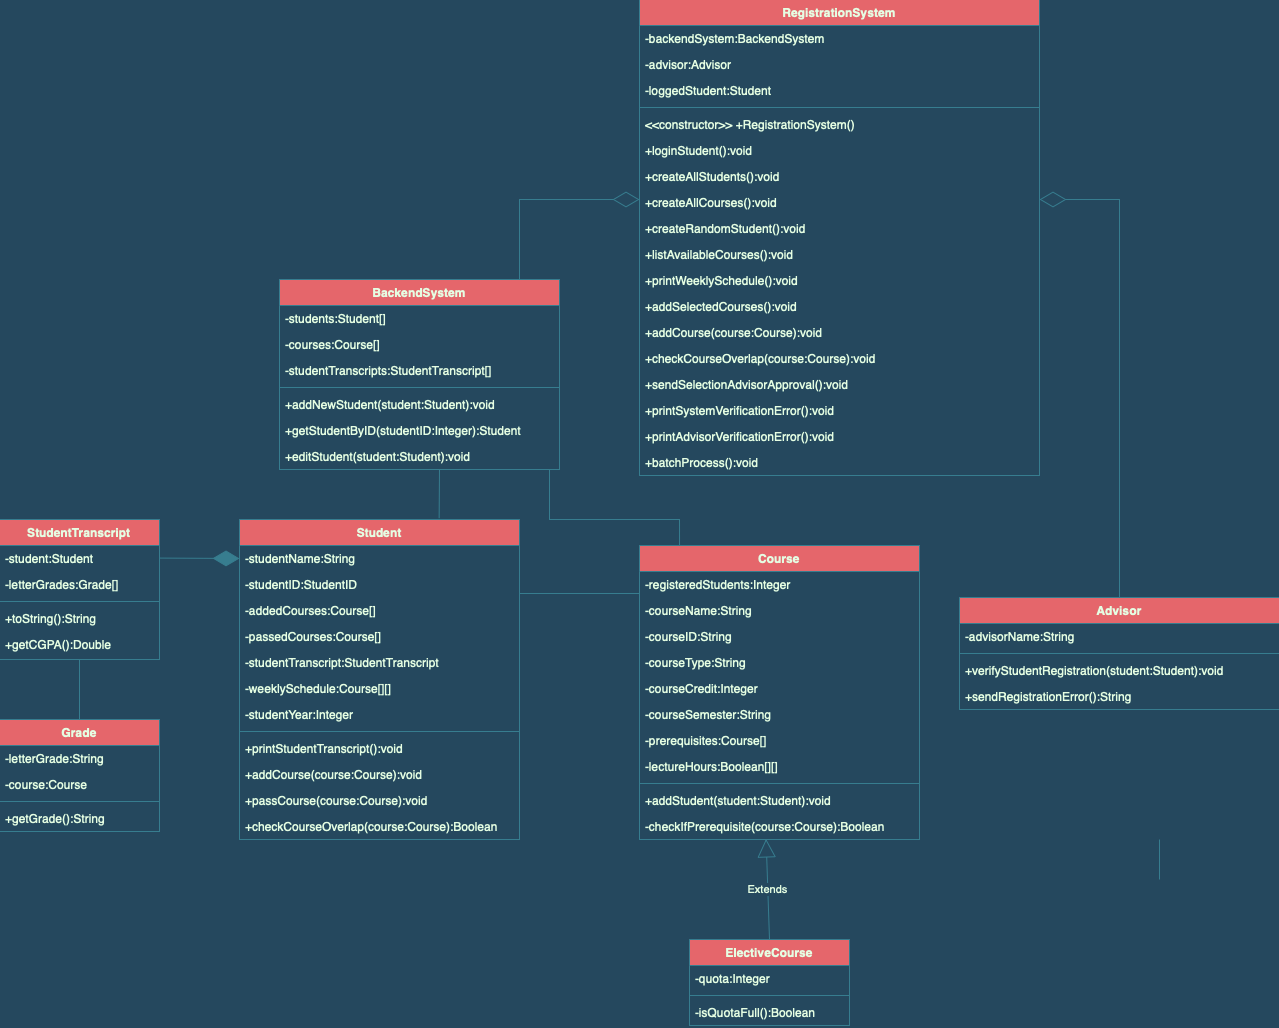 RegistrationSystem
-backendSystem:BackendSystem
-advisor:Advisor
-loggedStudent:Student
<<constructor>> +RegistrationSystem()
+loginStudent():void
+createAllStudents():void
+createAllCourses():void
+createRandomStudent():void
+listAvailableCourses():void
+printWeeklySchedule():void
+addSelectedCourses():void
+addCourse(course:Course):void
+checkCourseOverlap(course:Course):void
+sendSelectionAdvisorApproval():void
+printSystemVerificationError():void
+printAdvisorVerificationError():void
+batchProcess():void
BackendSystem
-students:Student[]
-courses:Course[]
-studentTranscripts:StudentTranscript[]
+addNewStudent(student:Student):void
+getStudentByID(studentID:Integer):Student
+editStudent(student:Student):void
StudentTranscript
-student:Student
-letterGrades:Grade[]
+toString():String
+getCGPA():Double
Grade
-letterGrade:String
-course:Course
+getGrade():String
Student
-studentName:String
-studentID:StudentID
-addedCourses:Course[]
-passedCourses:Course[]
-studentTranscript:StudentTranscript
-weeklySchedule:Course[][]
-studentYear:Integer
+printStudentTranscript():void
+addCourse(course:Course):void
+passCourse(course:Course):void
+checkCourseOverlap(course:Course):Boolean
Course
-registeredStudents:Integer
-courseName:String
-courseID:String
-courseType:String
-courseCredit:Integer
-courseSemester:String
-prerequisites:Course[]
-lectureHours:Boolean[][]
+addStudent(student:Student):void
-checkIfPrerequisite(course:Course):Boolean
Advisor
-advisorName:String
+verifyStudentRegistration(student:Student):void
+sendRegistrationError():String
Extends
ElectiveCourse
-quota:Integer
-isQuotaFull():Boolean